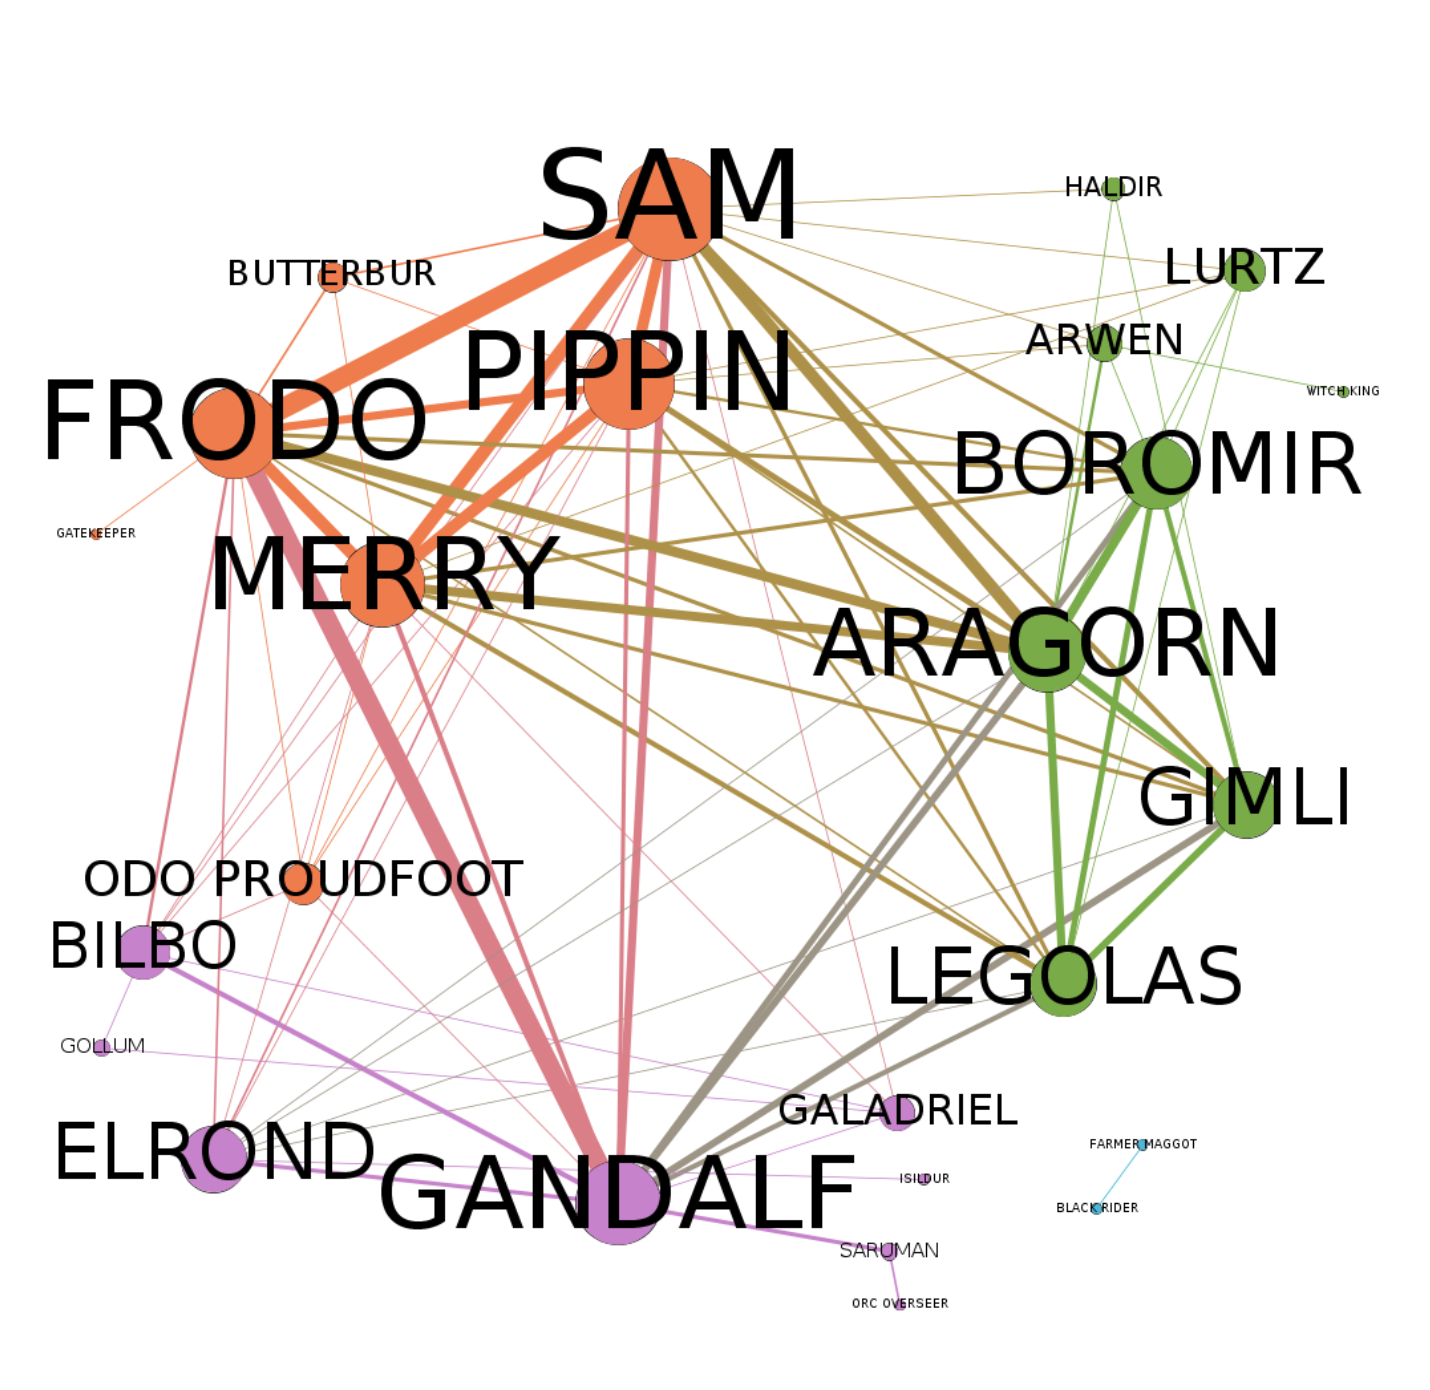 SAM
HALDIR
BUTTERBUR
LURTZ
ARWEN
PIPPIN
WITCH KING
FRODO
BOROMIR
GATEKEEPER
MERRY
ARAGORN
GIMLI
ODO PROUDFOOT
BILBO
LEGOLAS
GOLLUM
GALADRIEL
FARMER MAGGOT
ELROND
ISILDUR
GANDALF
BLACK RIDER
SARUMAN
ORC OVERSEER